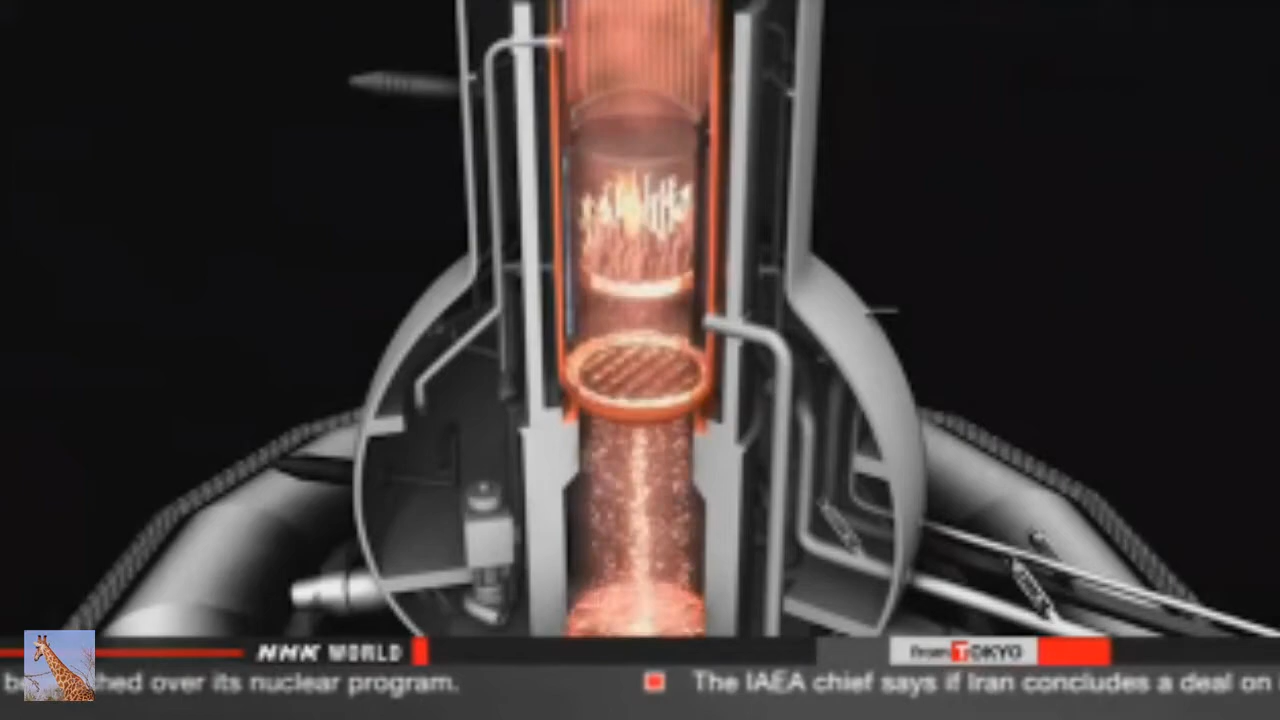 NHK WORLD
from TOKYO
hed over its nuclear program.
The IAEA chief says if Iran concludes a deal on